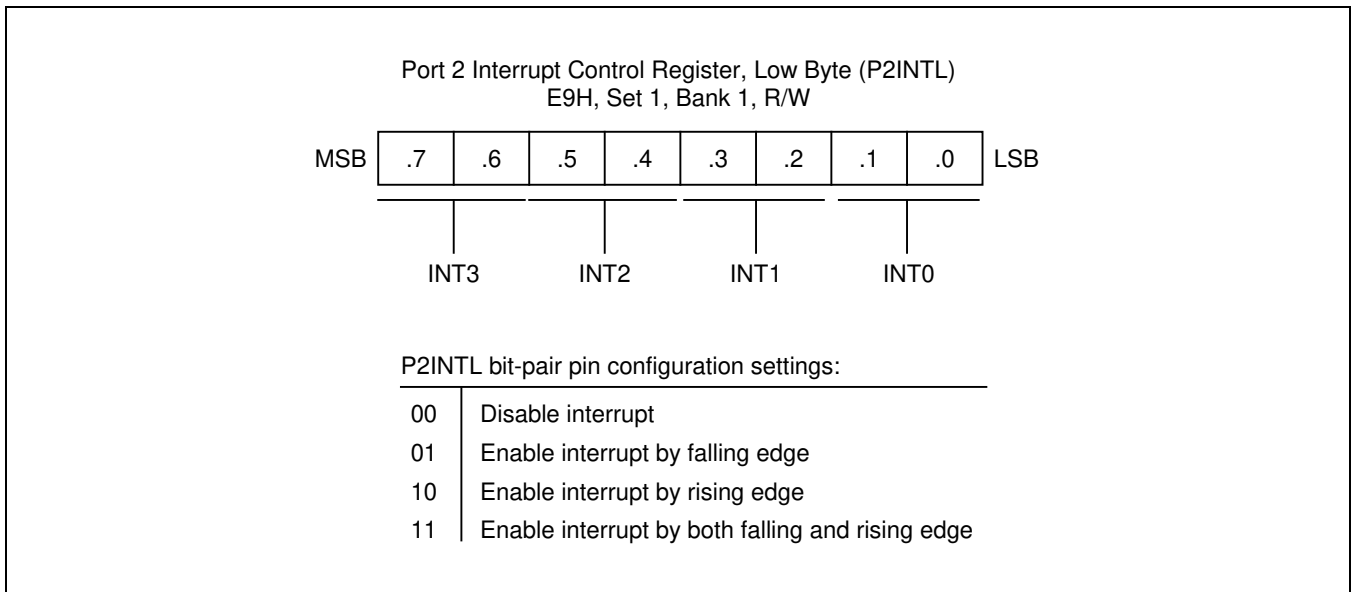 Port 2 Interrupt Control Register, Low Byte (P2INTL)
E9H, Set 1, Bank 1, R/W
MSB .7 .6 .5 .4 .3 .2 .1 .0 LSB
INT3 INT2 INT1 INT0
P2INTL bit-pair pin configuration settings:
00 Disable interrupt
01 Enable interrupt by falling edge
10 Enable interrupt by rising edge
11 Enable interrupt by both falling and rising edge